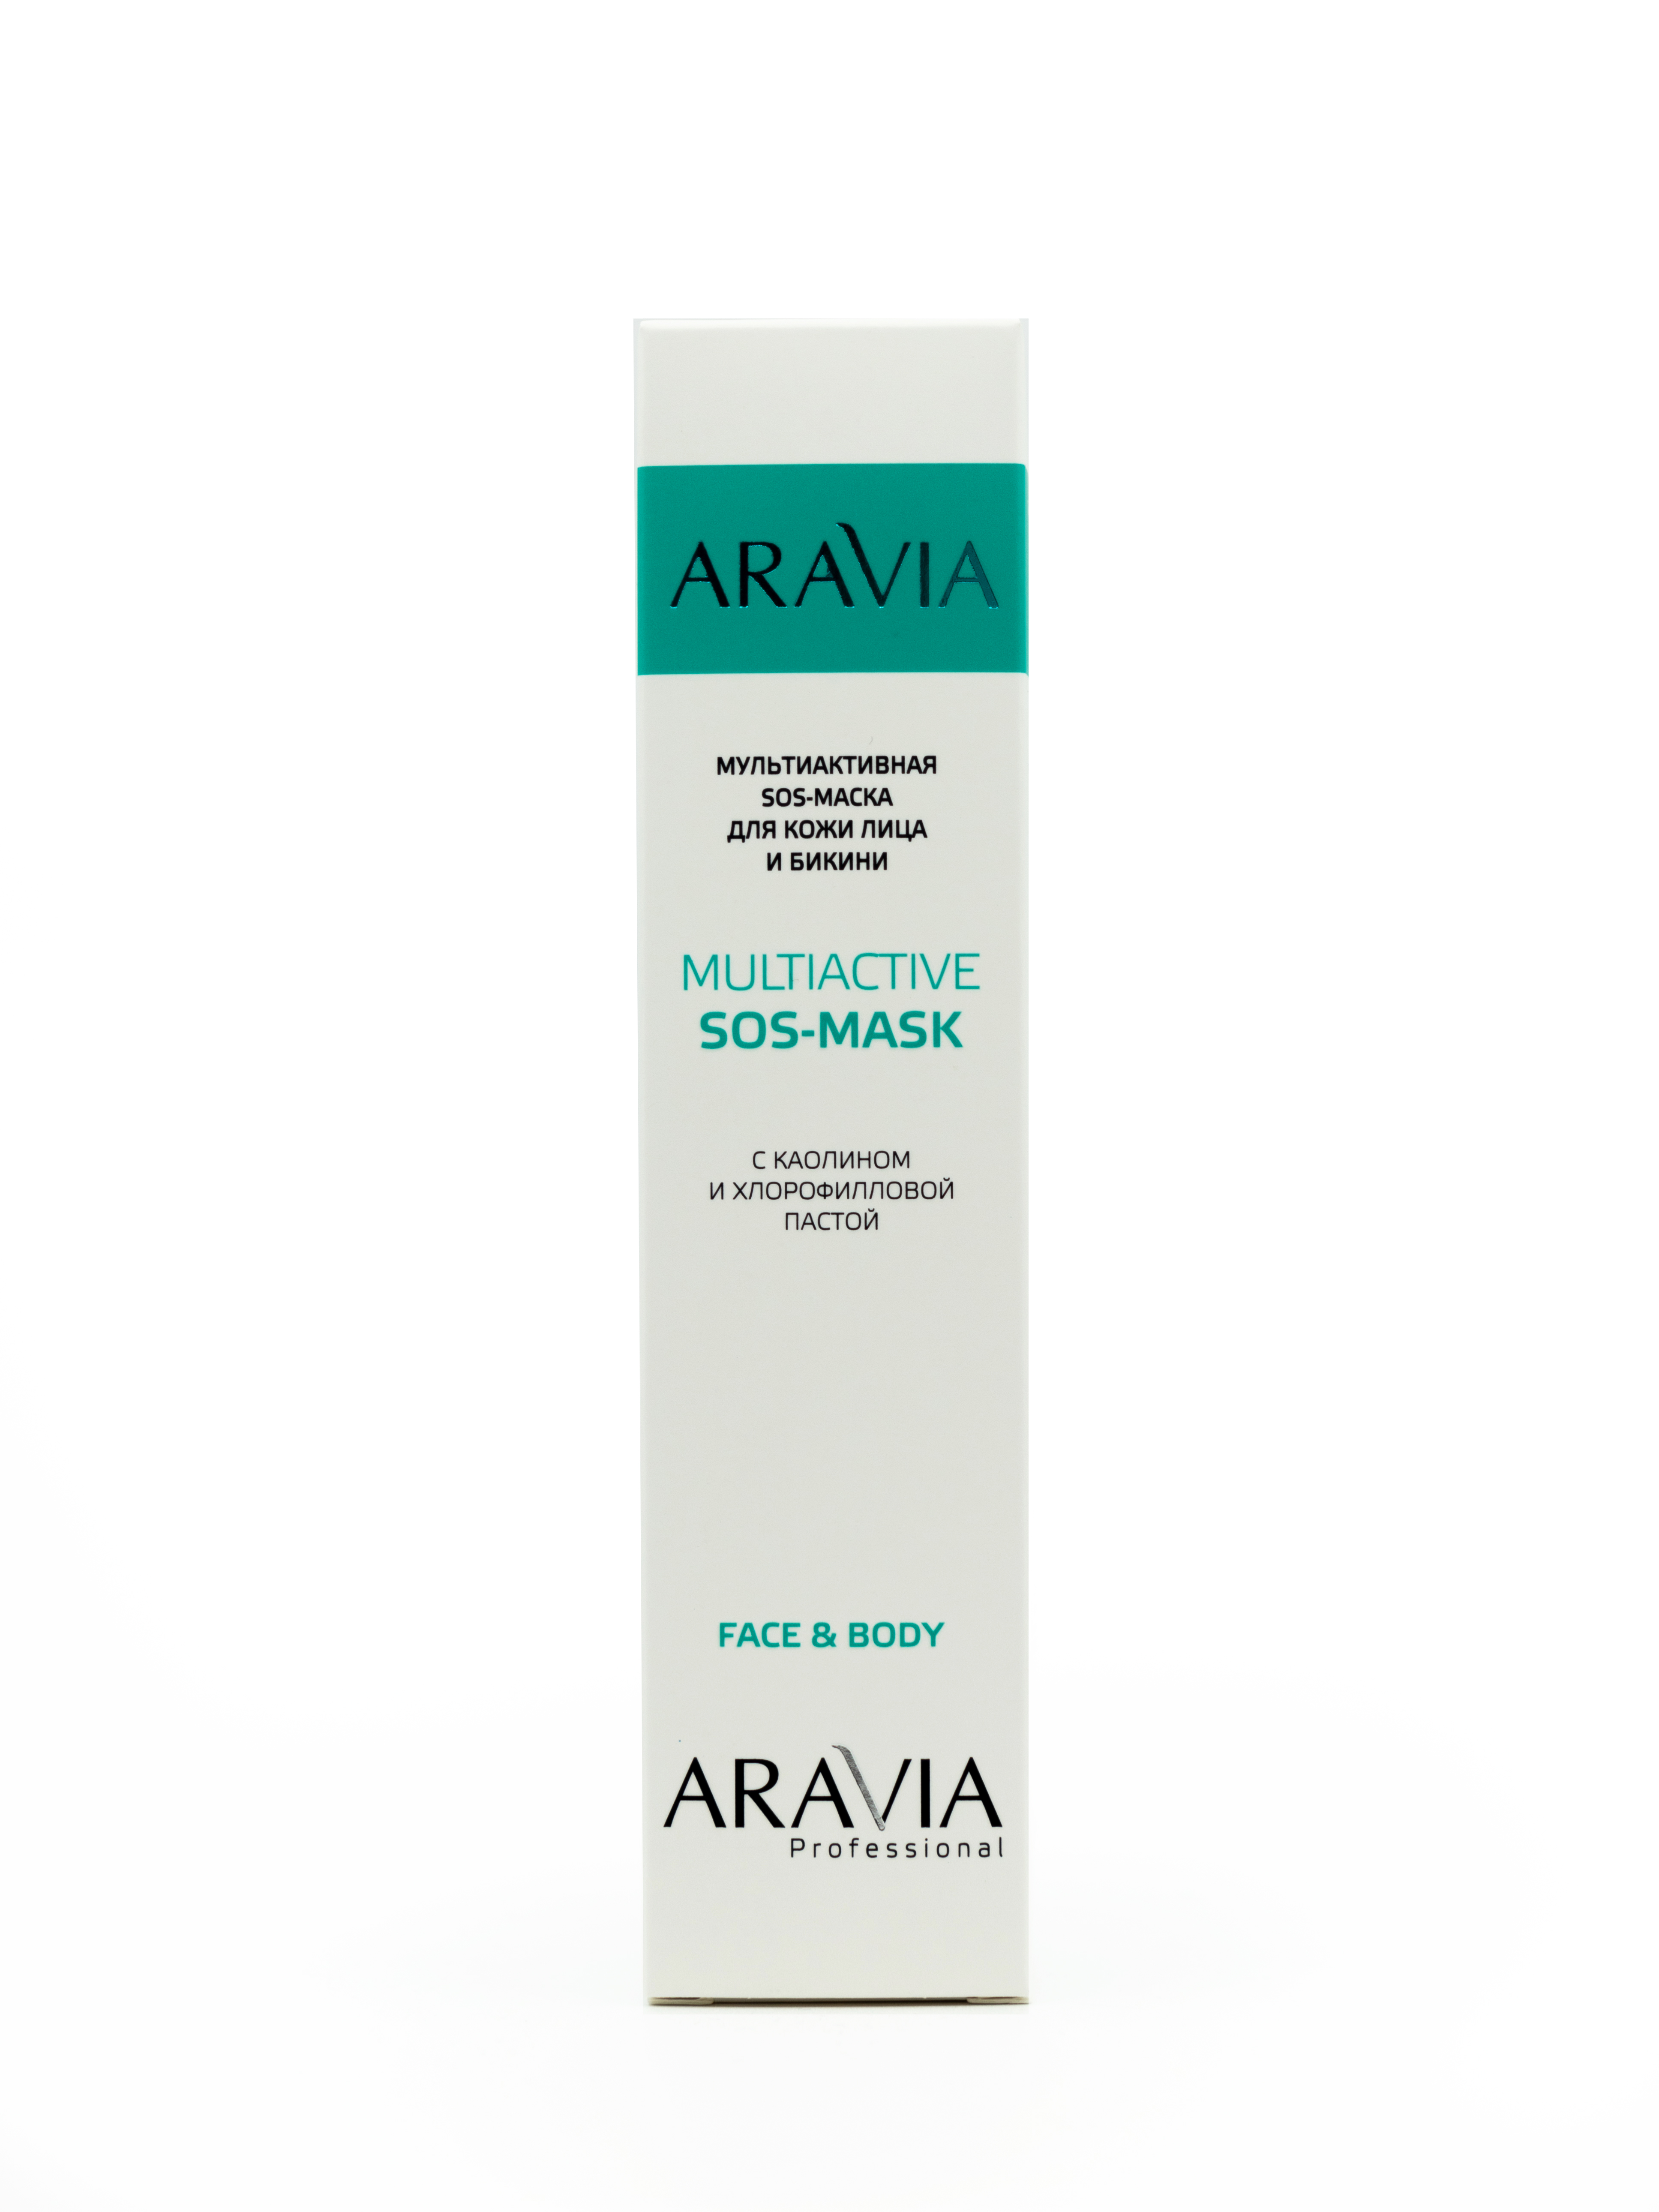 ARAVIA
МУЛЬТИАКТИВНАЯ
SOS-МАСКА
ДЛЯ КОЖИ ЛИЦА
И БИКИНИ
MULTIACTIVE
SOS-MASK
С КАОЛИНОМ
И ХЛОРОФИЛЛОВОЙ
ПАСТОЙ
FACE & BODY
ARAVIA
Professional